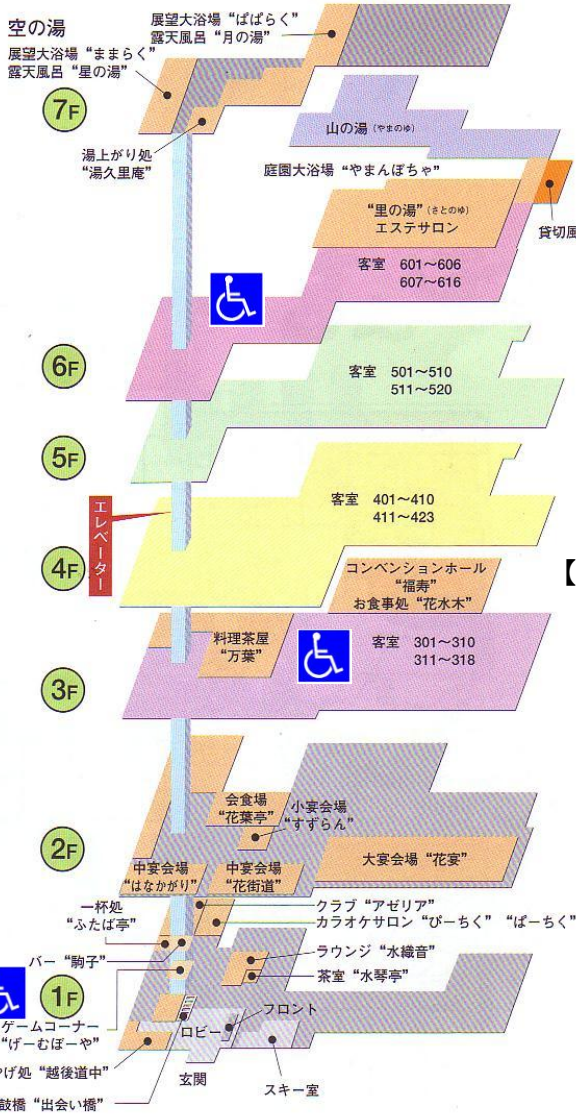 空の湯
展望大浴場 “ぱぱらく”
露天風呂 “月の湯”
展望大浴場 “ままらく”
露天風呂 “星の湯”
7F
湯上がり処
“湯久里庵”
山の湯（やまのゆ）
庭園大浴場 “やまんぼちゃ”
“里の湯”（さとのゆ）
エステサロン
貸切風
客室 601〜606
607〜616
6F
客室 501〜510
511〜520
5F
エレベーター
客室 401〜410
411〜423
4F
【
コンベンションホール
“福寿”
お食事処 “花水木”
料理茶屋
“万葉”
客室 301〜310
311〜318
3F
会食場
“花葉亭”
小宴会場
“すずらん”
2F
中宴会場
“はなかがり”
中宴会場
“花街道”
大宴会場 “花宴”
一杯処
“ふたば亭”
クラブ “アゼリア”
カラオケサロン “ぴーちく” “ぱーちく”
バー “駒子”
ラウンジ “水織音”
茶室 “水琴亭”
1F
ゲームコーナー
“げーむぼーや”
フロント
ロビー
やげ処 “越後道中”
玄関
スキー室
鼓橋 “出会い橋”